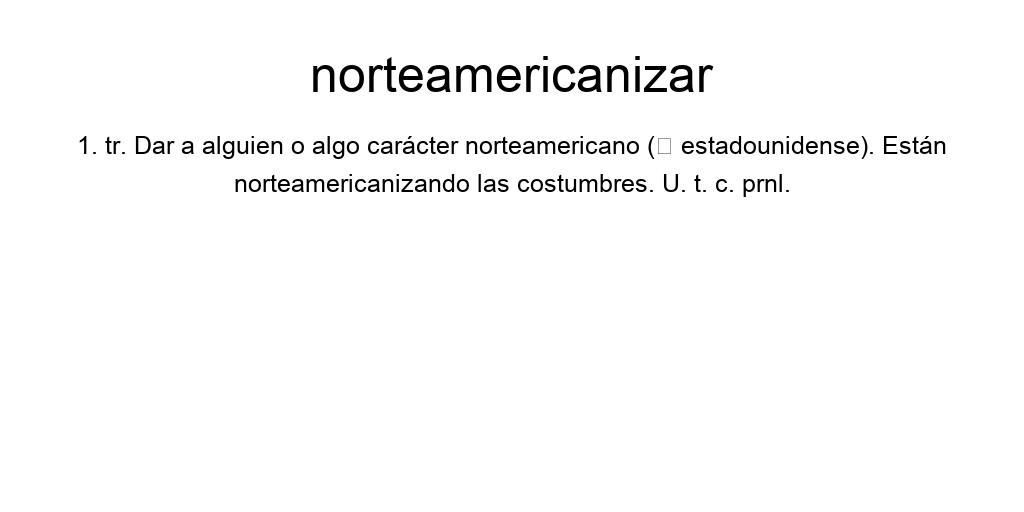 norteamericanizar
1. tr. Dar a alguien o algo carácter norteamericano (□ estadounidense). Están
norteamericanizando las costumbres. U. t. c. prnl.